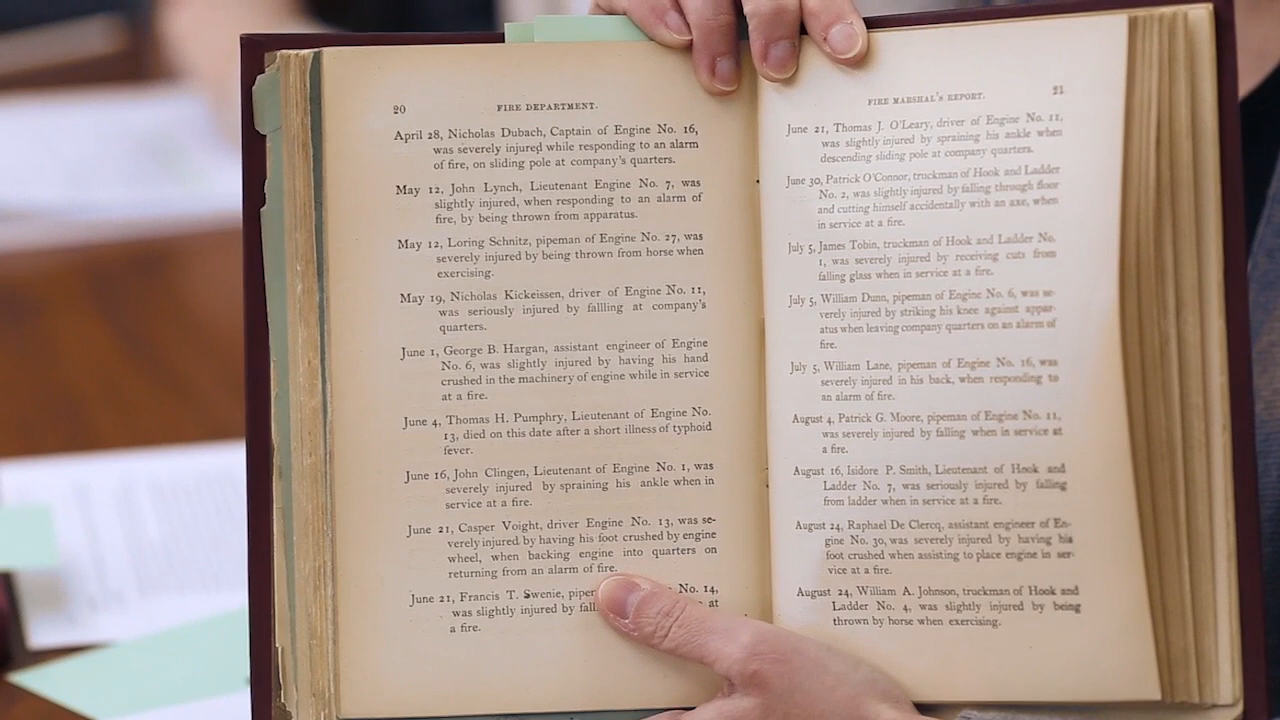 20 FIRE DEPARTMENT.
April 28, Nicholas Dubach, Captain of Engine No. 16,
was severely injured while responding to an alarm
of fire, on sliding pole at company's quarters.
May 12, John Lynch, Lieutenant Engine No. 7, was
slightly injured, when responding to an alarm of
fire, by being thrown from apparatus.
May 12, Loring Schnitz, pipeman of Engine No. 27, was
severely injured by being thrown from horse when
exercising.
May 19, Nicholas Kickeissen, driver of Engine No. 11,
was seriously injured by falling at company's
quarters.
June 1, George B. Hargan, assistant engineer of Engine
No. 6, was slightly injured by having his hand
crushed in the machinery of engine while in service
at a fire.
June 4, Thomas H. Pumphry, Lieutenant of Engine No.
13, died on this date after a short illness of typhoid
fever.
June 16, John Clingen, Lieutenant of Engine No. 1, was
severely injured by spraining his ankle when in
service at a fire.
June 21, Casper Voight, driver Engine No. 13, was se-
verely injured by having his foot crushed by engine
wheel, when backing engine into quarters on
returning from an alarm of fire.
June 21, Francis T. Swenie, No. 14,
was slightly injured by at
a fire.
FIRE MARSHAL'S REPORT. 21
June 21, Thomas J. O'Leary, driver of Engine No. 11,
was slightly injured by spraining his ankle when
descending sliding pole at company quarters.
June 30, Patrick O'Connor, truckman of Hook and Ladder
No. 2, was slightly injured by falling through floor
and cutting himself accidentally with an axe, when
in service at a fire.
July 5, James Tobin, truckman of Hook and Ladder No.
1, was severely injured by receiving cuts from
falling glass when in service at a fire.
July 5, William Dunn, pipeman of Engine No. 6, was se-
verely injured by striking his knee against appar-
atus when leaving company quarters on an alarm of
fire.
July 5, William Lane, pipeman of Engine No. 16, was
severely injured in his back, when responding to
an alarm of fire.
August 4, Patrick G. Moore, pipeman of Engine No. 11,
was severely injured by falling when in service at
a fire.
August 16, Isidore P. Smith, Lieutenant of Hook and
Ladder No. 7, was seriously injured by falling
from ladder when in service at a fire.
August 24, Raphael De Clercq, assistant engineer of En-
gine No. 30, was severely injured by having his
foot crushed when assisting to place engine in ser-
vice at a fire.
August 24, William A. Johnson, truckman of Hook and
Ladder No. 4, was slightly injured by being
thrown by horse when exercising.